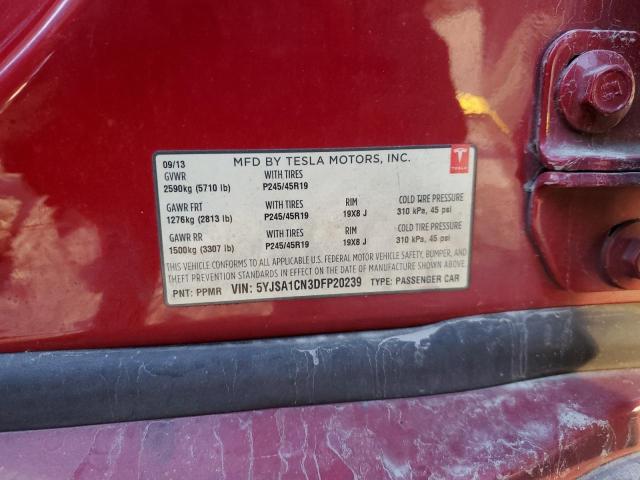 09/13 MFD BY TESLA MOTORS, INC.
GVWR WITH TIRES
2590kg (5710 lb) P245/45R19
GAWR FRT WITH TIRES RIM COLD TIRE PRESSURE
1276kg (2813 lb) P245/45R19 19X8 J 310 kPa, 45 psi
GAWR RR WITH TIRES RIM COLD TIRE PRESSURE
1500kg (3307 lb) P245/45R19 19X8 J 310 kPa, 45 psi
THIS VEHICLE CONFORMS TO ALL APPLICABLE FEDERAL MOTOR VEHICLE SAFETY, BUMPER, AND
THEFT PREVENTION STANDARDS IN EFFECT ON THE DATE OF MANUFACTURE SHOWN ABOVE.
PNT: PPMR VIN: 5YJSA1CN3DFP20239 TYPE: PASSENGER CAR
TESLA